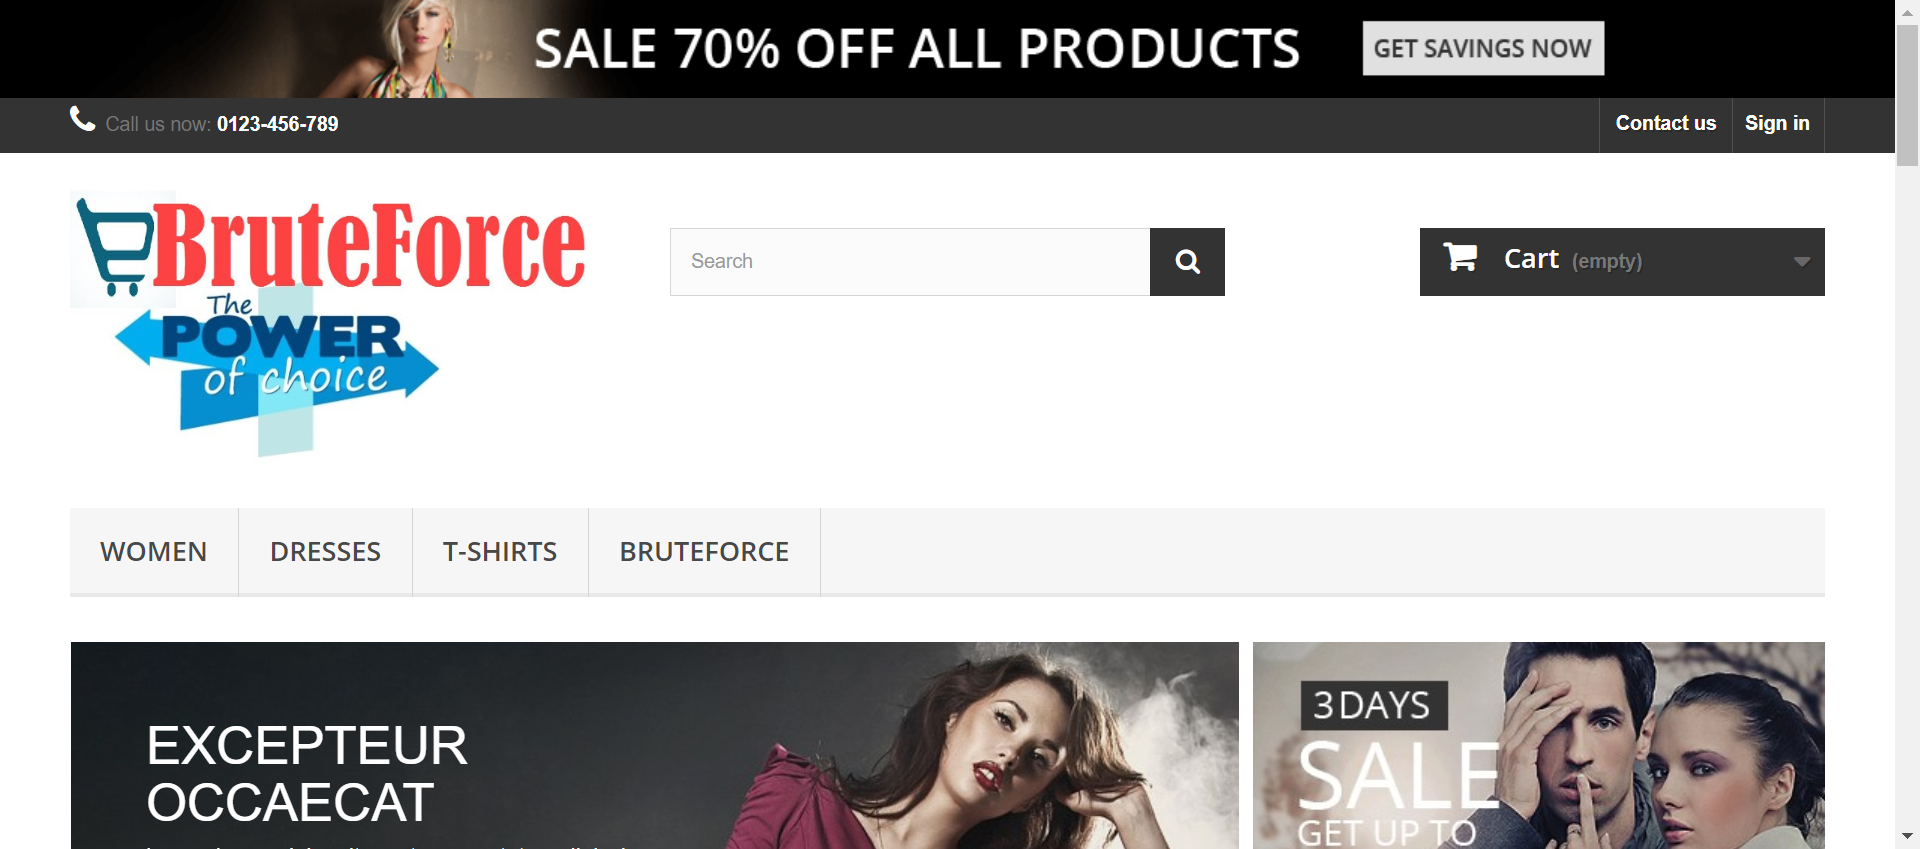 SALE 70% OFF ALL PRODUCTS
GET SAVINGS NOW
Call us now: 0123-456-789
Contact us
Sign in
BruteForce
The
POWER
of choice
Search
Cart (empty)
WOMEN
DRESSES
T-SHIRTS
BRUTEFORCE
EXCEPTEUR
OCCAECAT
3 DAYS
SALE
GET UP TO